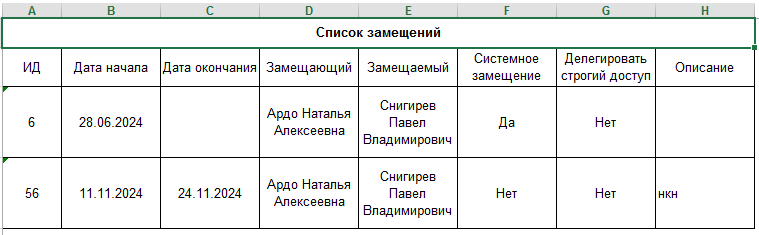 A B C D E F G H
Список замещений
ИД Дата начала Дата окончания Замещающий Замещаемый Системное замещение Делегировать строгий доступ Описание
6 28.06.2024 Ардо Наталья Алексеевна Снигирев Павел Владимирович Да Нет
56 11.11.2024 24.11.2024 Ардо Наталья Алексеевна Снигирев Павел Владимирович Нет Нет нкн